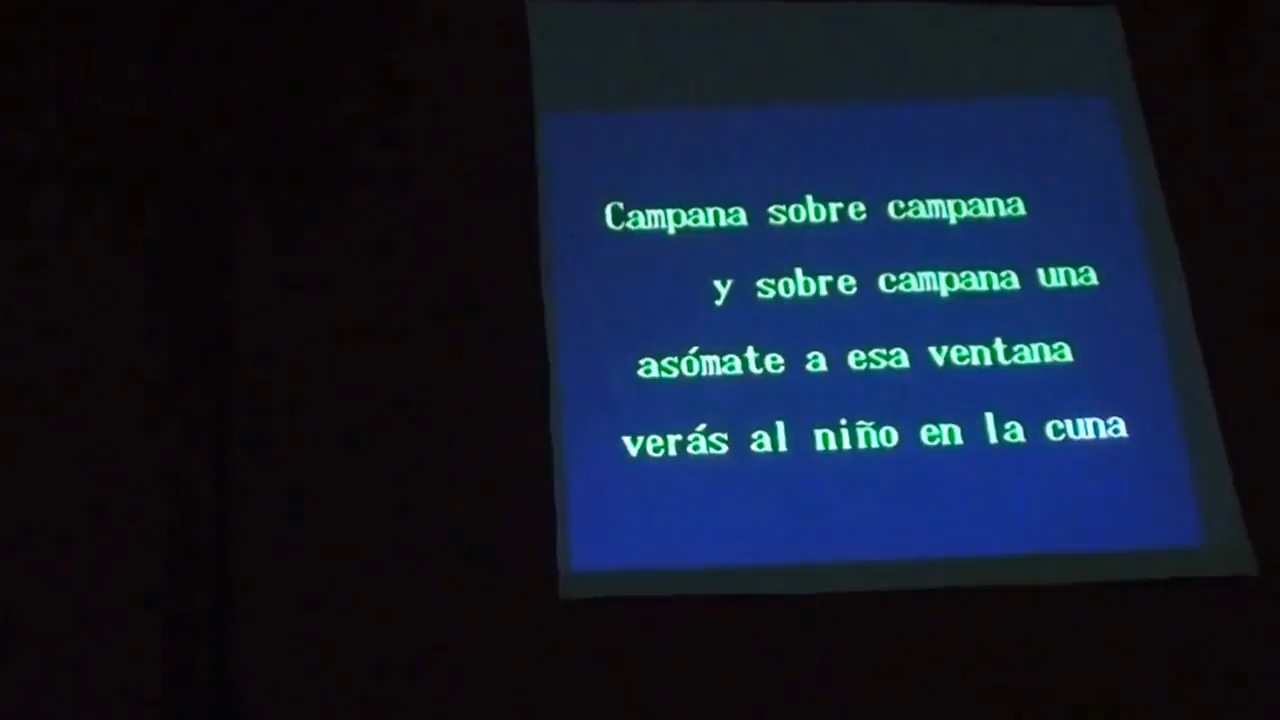 Campana sobre campana
y sobre campana una
asómate a esa ventana
verás al niño en la cuna